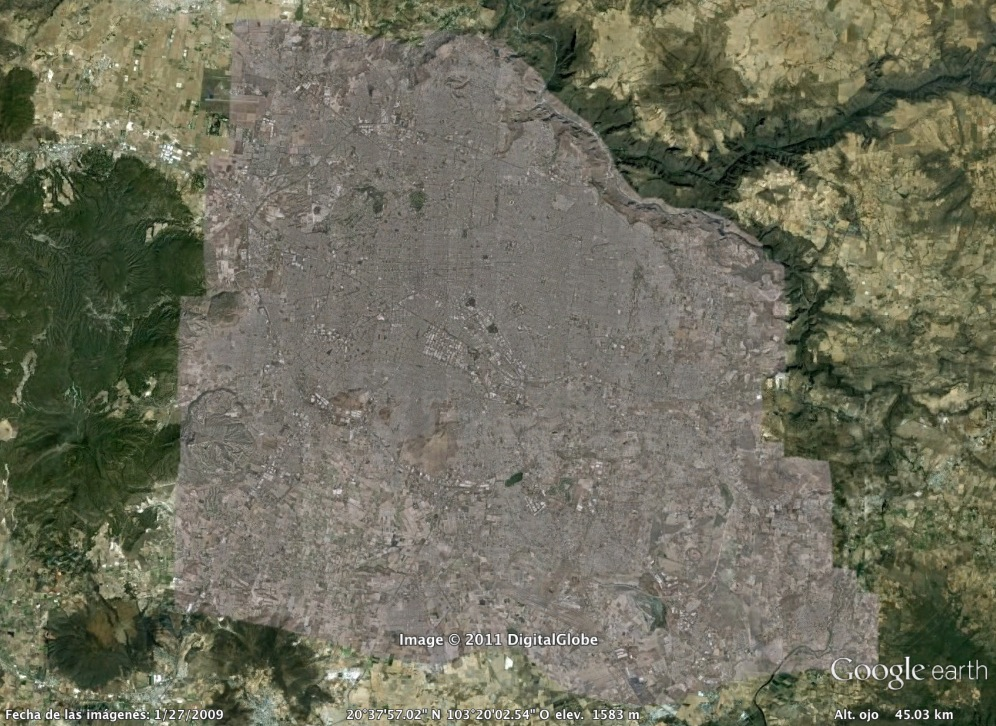 Image © 2011 DigitalGlobe
Google earth
Fecha de las imágenes: 1/27/2009 20°37'57.02" N 103°20'02.54" O elev. 1583 m Alt. ojo 45.03 km